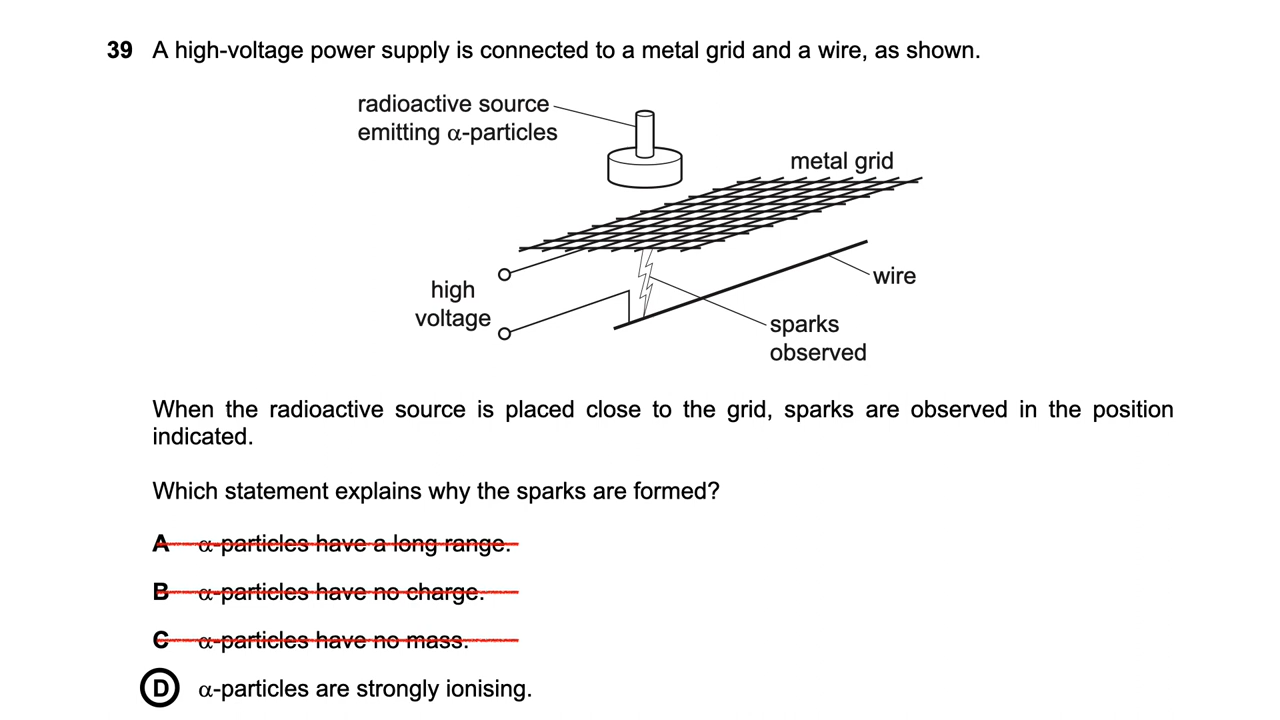 39 A high-voltage power supply is connected to a metal grid and a wire, as shown.
radioactive source
emitting α-particles
metal grid
high
voltage
wire
sparks
observed
When the radioactive source is placed close to the grid, sparks are observed in the position
indicated.
Which statement explains why the sparks are formed?
A α-particles have a long range.
B α-particles have no charge.
C α-particles have no mass.
D α-particles are strongly ionising.